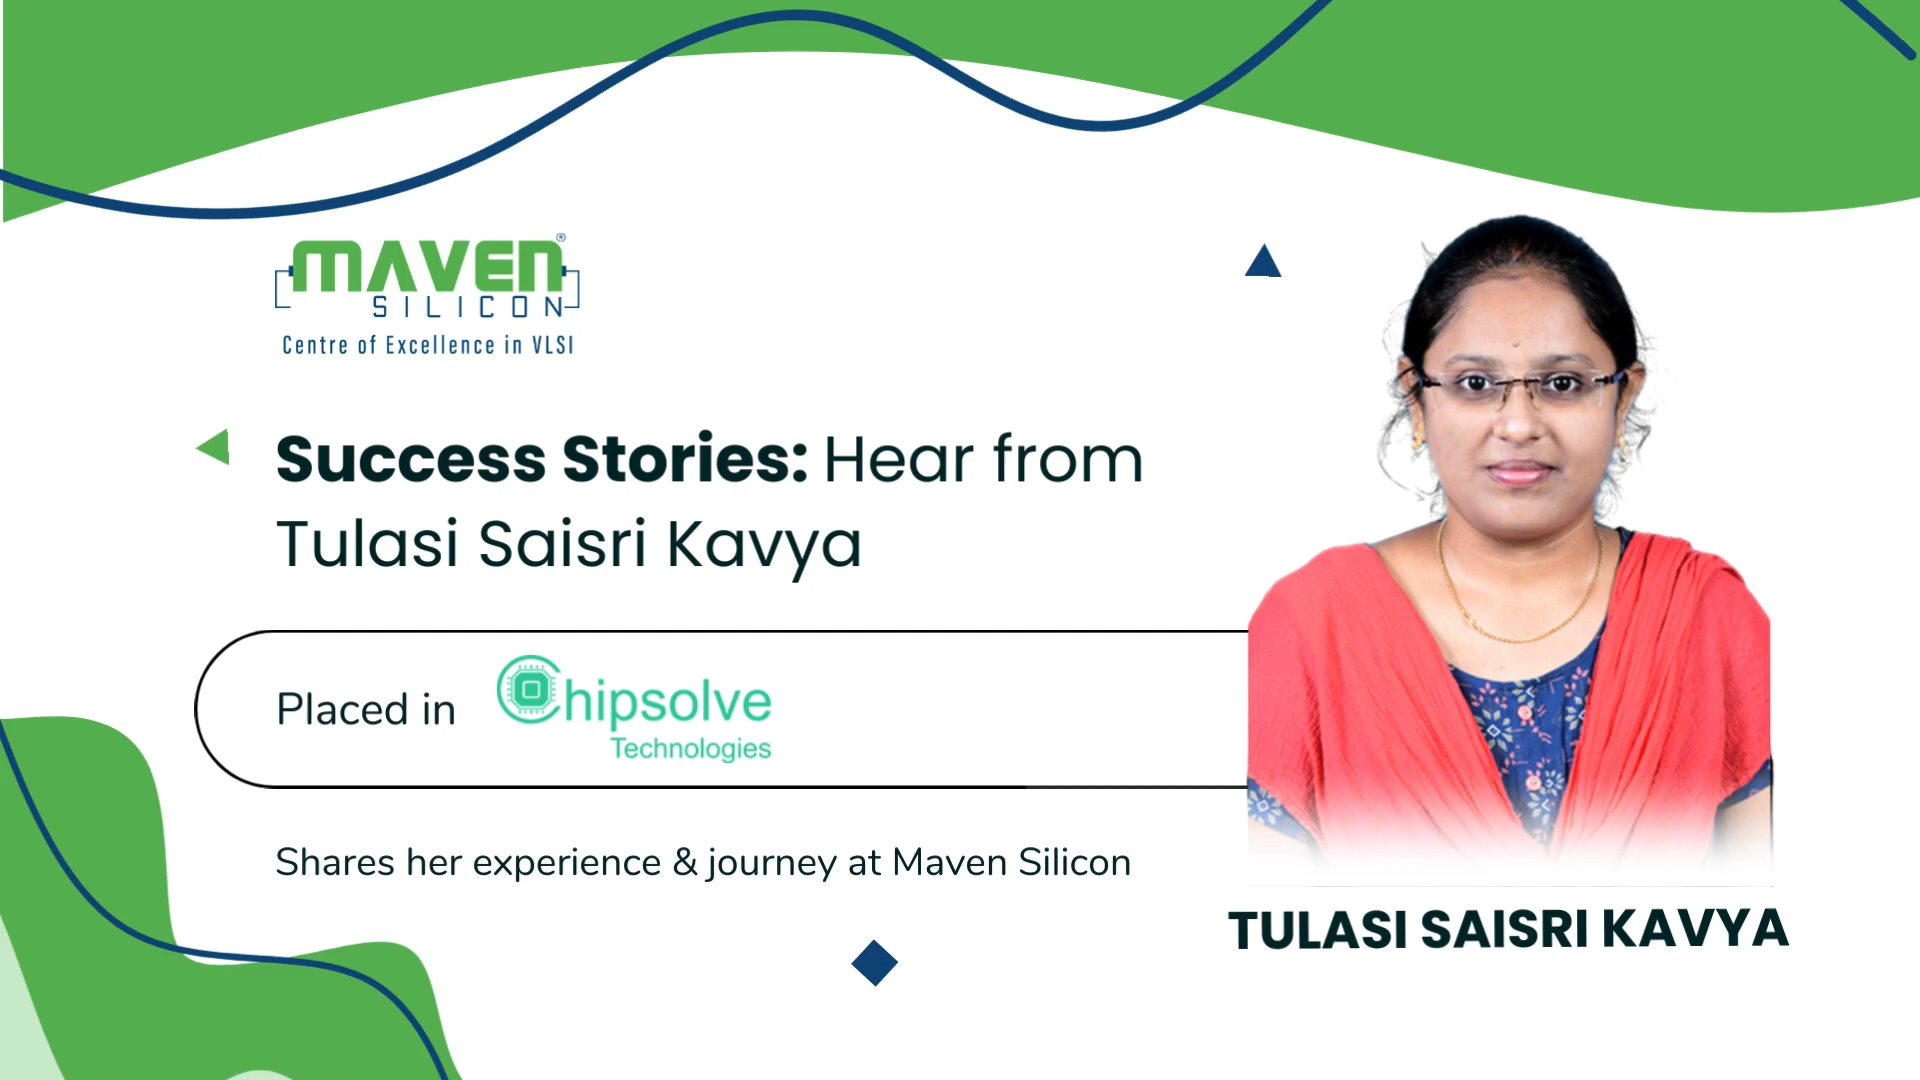 MAVEN®
SILICON
Centre of Excellence in VLSI
Success Stories: Hear from
Tulasi Saisri Kavya
Placed in
Chipsolve
Technologies
Shares her experience & journey at Maven Silicon
TULASI SAISRI KAVYA